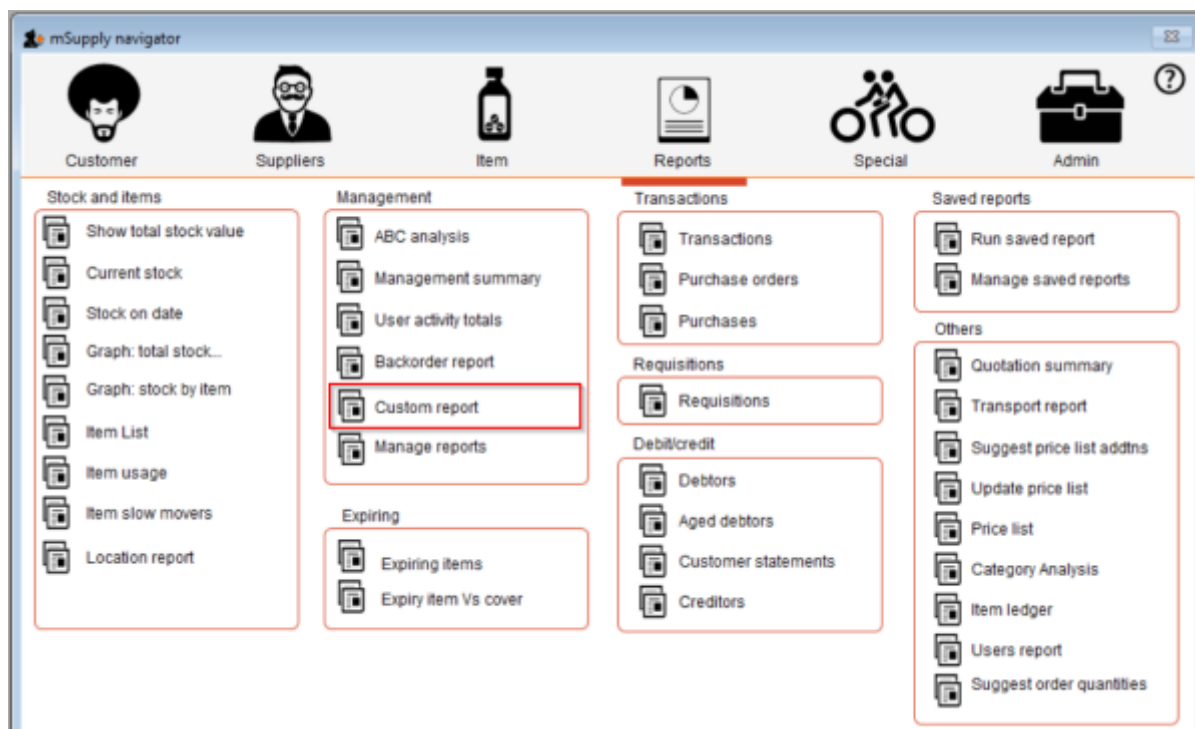 mSupply navigator
?
Customer
Suppliers
Item
Reports
Special
Admin
Stock and items
Show total stock value
Current stock
Stock on date
Graph: total stock...
Graph: stock by item
Item List
Item usage
Item slow movers
Location report
Management
ABC analysis
Management summary
User activity totals
Backorder report
Custom report
Manage reports
Expiring
Expiring items
Expiry item Vs cover
Transactions
Transactions
Purchase orders
Purchases
Requisitions
Requisitions
Debit/credit
Debtors
Aged debtors
Customer statements
Creditors
Saved reports
Run saved report
Manage saved reports
Others
Quotation summary
Transport report
Suggest price list addtns
Update price list
Price list
Category Analysis
Item ledger
Users report
Suggest order quantities